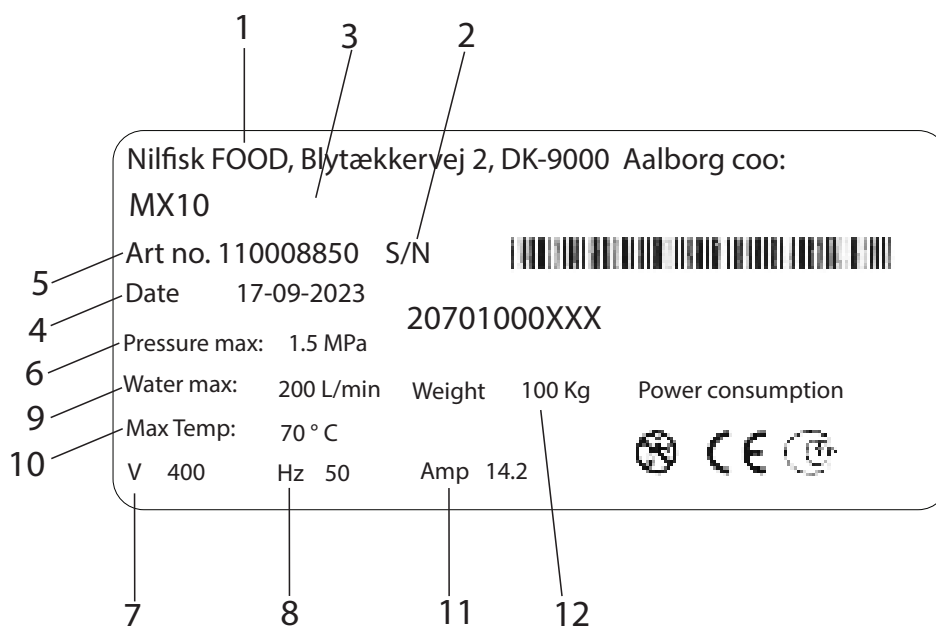 1
3
2
Nilfisk FOOD, Blytækkervej 2, DK-9000 Aalborg coo:
MX10
5
Art no. 110008850 S/N
4
Date 17-09-2023
20701000XXX
6
Pressure max: 1.5 MPa
9
Water max: 200 L/min Weight 100 Kg Power consumption
10
Max Temp: 70 ° C
V 400 Hz 50 Amp 14.2
CE
7
8
11
12